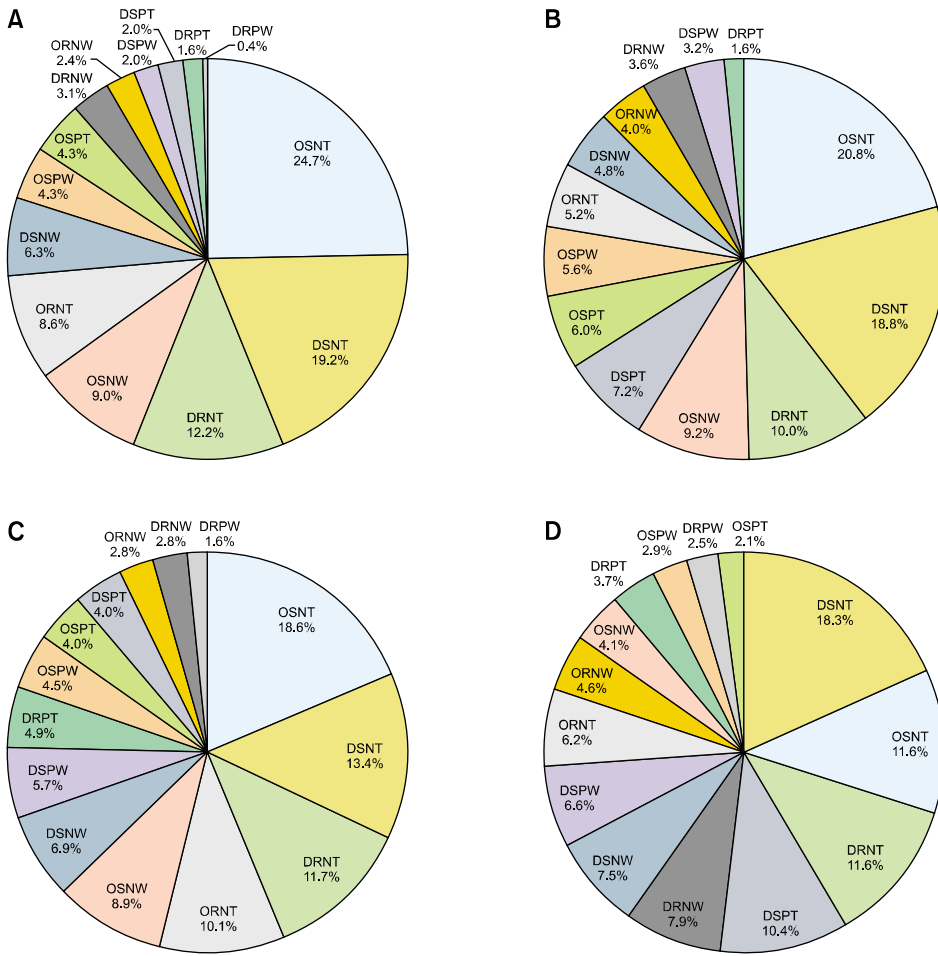 A
OSNT
24.7%
DSNT
19.2%
DRNT
12.2%
OSNW
9.0%
ORNT
8.6%
DSNW
6.3%
OSPW
4.3%
OSPT
4.3%
DRNW
3.1%
ORNW
2.4%
DSPW
2.0%
DSPT
2.0%
DRPT
1.6%
DRPW
0.4%
B
OSNT
20.8%
DSNT
18.8%
DRNT
10.0%
OSNW
9.2%
DSPT
7.2%
OSPT
6.0%
OSPW
5.6%
ORNT
5.2%
DSNW
4.8%
ORNW
4.0%
DRNW
3.6%
DSPW
3.2%
DRPT
1.6%
C
OSNT
18.6%
DSNT
13.4%
DRNT
11.7%
ORNT
10.1%
OSNW
8.9%
DSNW
6.9%
DSPW
5.7%
DRPT
4.9%
OSPW
4.5%
OSPT
4.0%
DSPT
4.0%
ORNW
2.8%
DRNW
2.8%
DRPW
1.6%
D
DSNT
18.3%
OSNT
11.6%
DRNT
11.6%
DSPT
10.4%
DRNW
7.9%
DSNW
7.5%
DSPW
6.6%
ORNT
6.2%
ORNW
4.6%
OSNW
4.1%
DRPT
3.7%
OSPW
2.9%
DRPW
2.5%
OSPT
2.1%